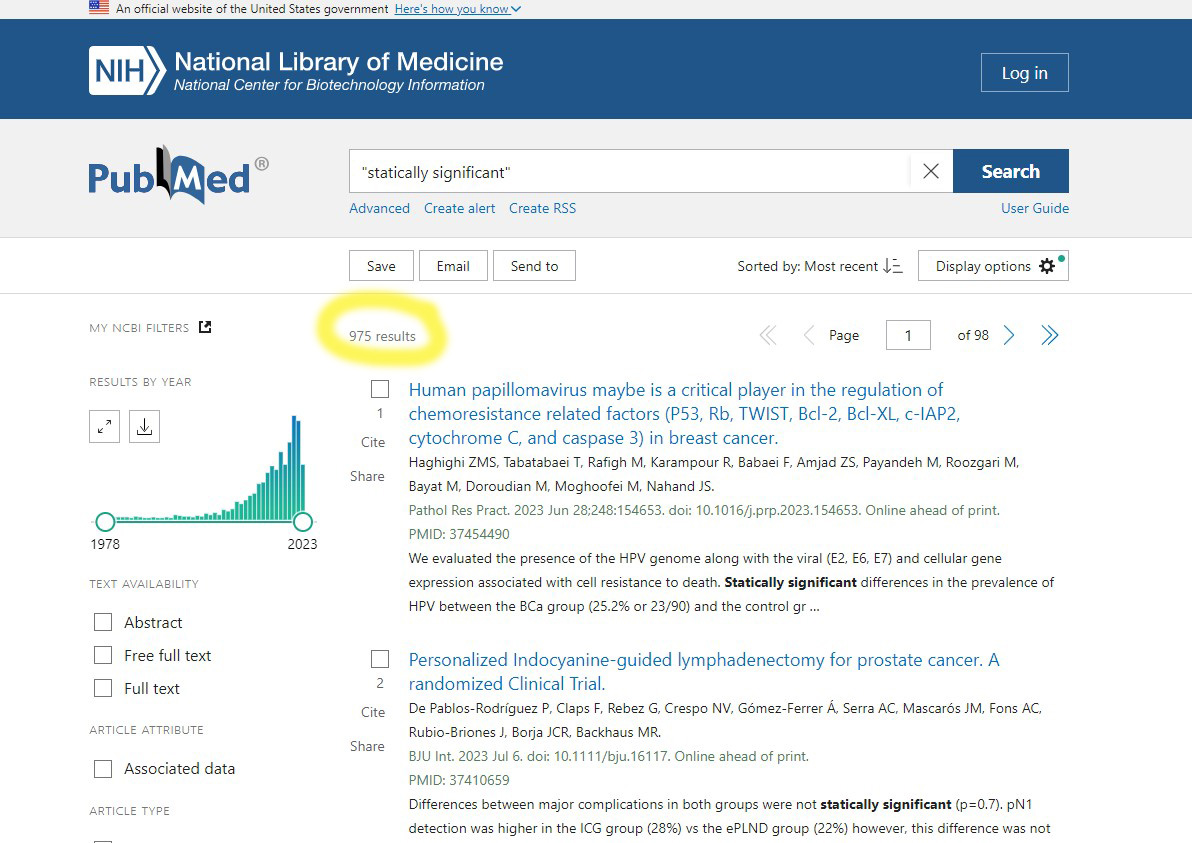 An official website of the United States government Here's how you know
NIH National Library of Medicine
National Center for Biotechnology Information
Log in
PubMed®
"statically significant"
Search
Advanced Create alert Create RSS
User Guide
Save Email Send to
Sorted by: Most recent
Display options
MY NCBI FILTERS
975 results
Page 1 of 98
RESULTS BY YEAR
1978 2023
TEXT AVAILABILITY
Abstract
Free full text
Full text
ARTICLE ATTRIBUTE
Associated data
ARTICLE TYPE
1
Cite
Share
Human papillomavirus maybe is a critical player in the regulation of
chemoresistance related factors (P53, Rb, TWIST, Bcl-2, Bcl-XL, c-IAP2,
cytochrome C, and caspase 3) in breast cancer.
Haghighi ZMS, Tabatabaei T, Rafigh M, Karampour R, Babaei F, Amjad ZS, Payandeh M, Roozgari M,
Bayat M, Doroudian M, Moghoofei M, Nahand JS.
Pathol Res Pract. 2023 Jun 28;248:154653. doi: 10.1016/j.prp.2023.154653. Online ahead of print.
PMID: 37454490
We evaluated the presence of the HPV genome along with the viral (E2, E6, E7) and cellular gene
expression associated with cell resistance to death. Statically significant differences in the prevalence of
HPV between the BCa group (25.2% or 23/90) and the control gr ...
2
Cite
Share
Personalized Indocyanine-guided lymphadenectomy for prostate cancer. A
randomized Clinical Trial.
De Pablos-Rodríguez P, Claps F, Rebez G, Crespo NV, Gómez-Ferrer Á, Serra AC, Mascarós JM, Fons AC,
Rubio-Briones J, Borja JCR, Backhaus MR.
BJU Int. 2023 Jul 6. doi: 10.1111/bju.16117. Online ahead of print.
PMID: 37410659
Differences between major complications in both groups were not statically significant (p=0.7). pN1
detection was higher in the ICG group (28%) vs the ePLND group (22%) however, this difference was not